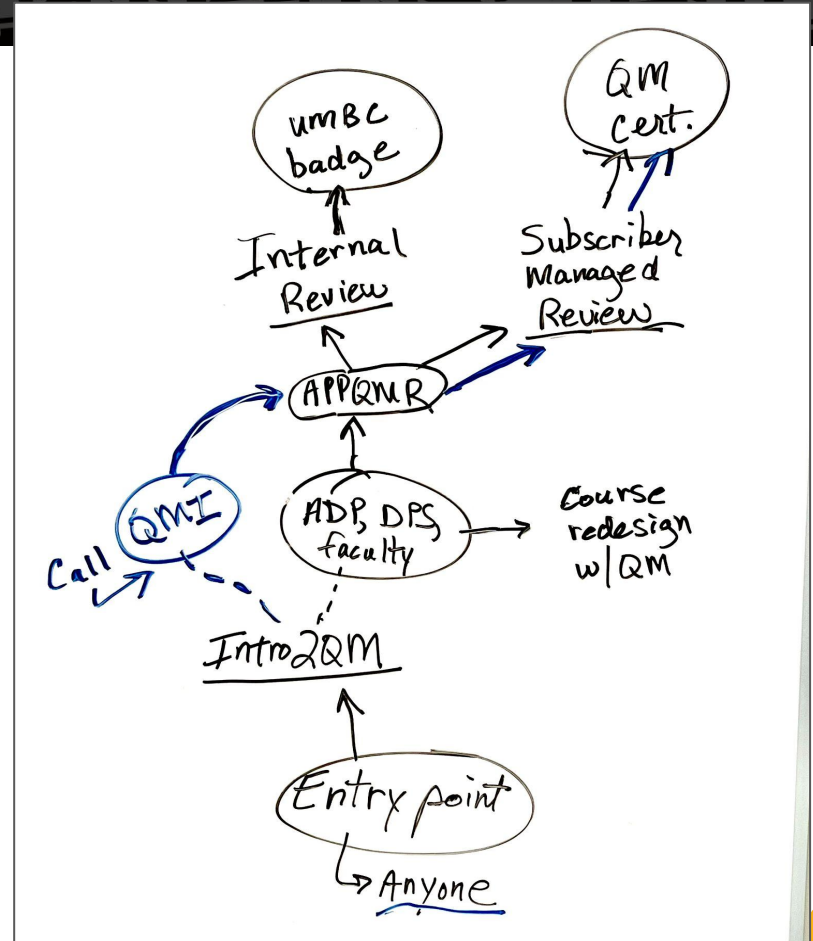 umBC
badge
QM
cert.
Internal
Review
Subscriber
Managed
Review
APPQMR
QMI
ADP, DPS,
faculty
Course
redesign
w/QM
Call
Intro2QM
Entry point
Anyone